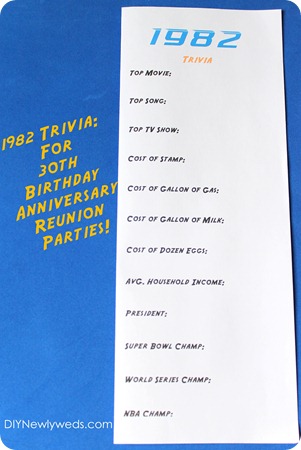 1982 Trivia:
For
30th
Birthday
Anniversary
Reunion
Parties!
1982
Trivia
Top Movie:
Top Song:
Top TV Show:
Cost of Stamp:
Cost of Gallon of Gas:
Cost of Gallon of Milk:
Cost of Dozen Eggs:
Avg. Household Income:
President:
Super Bowl Champ:
World Series Champ:
NBA Champ:
DIYNewlyweds.com